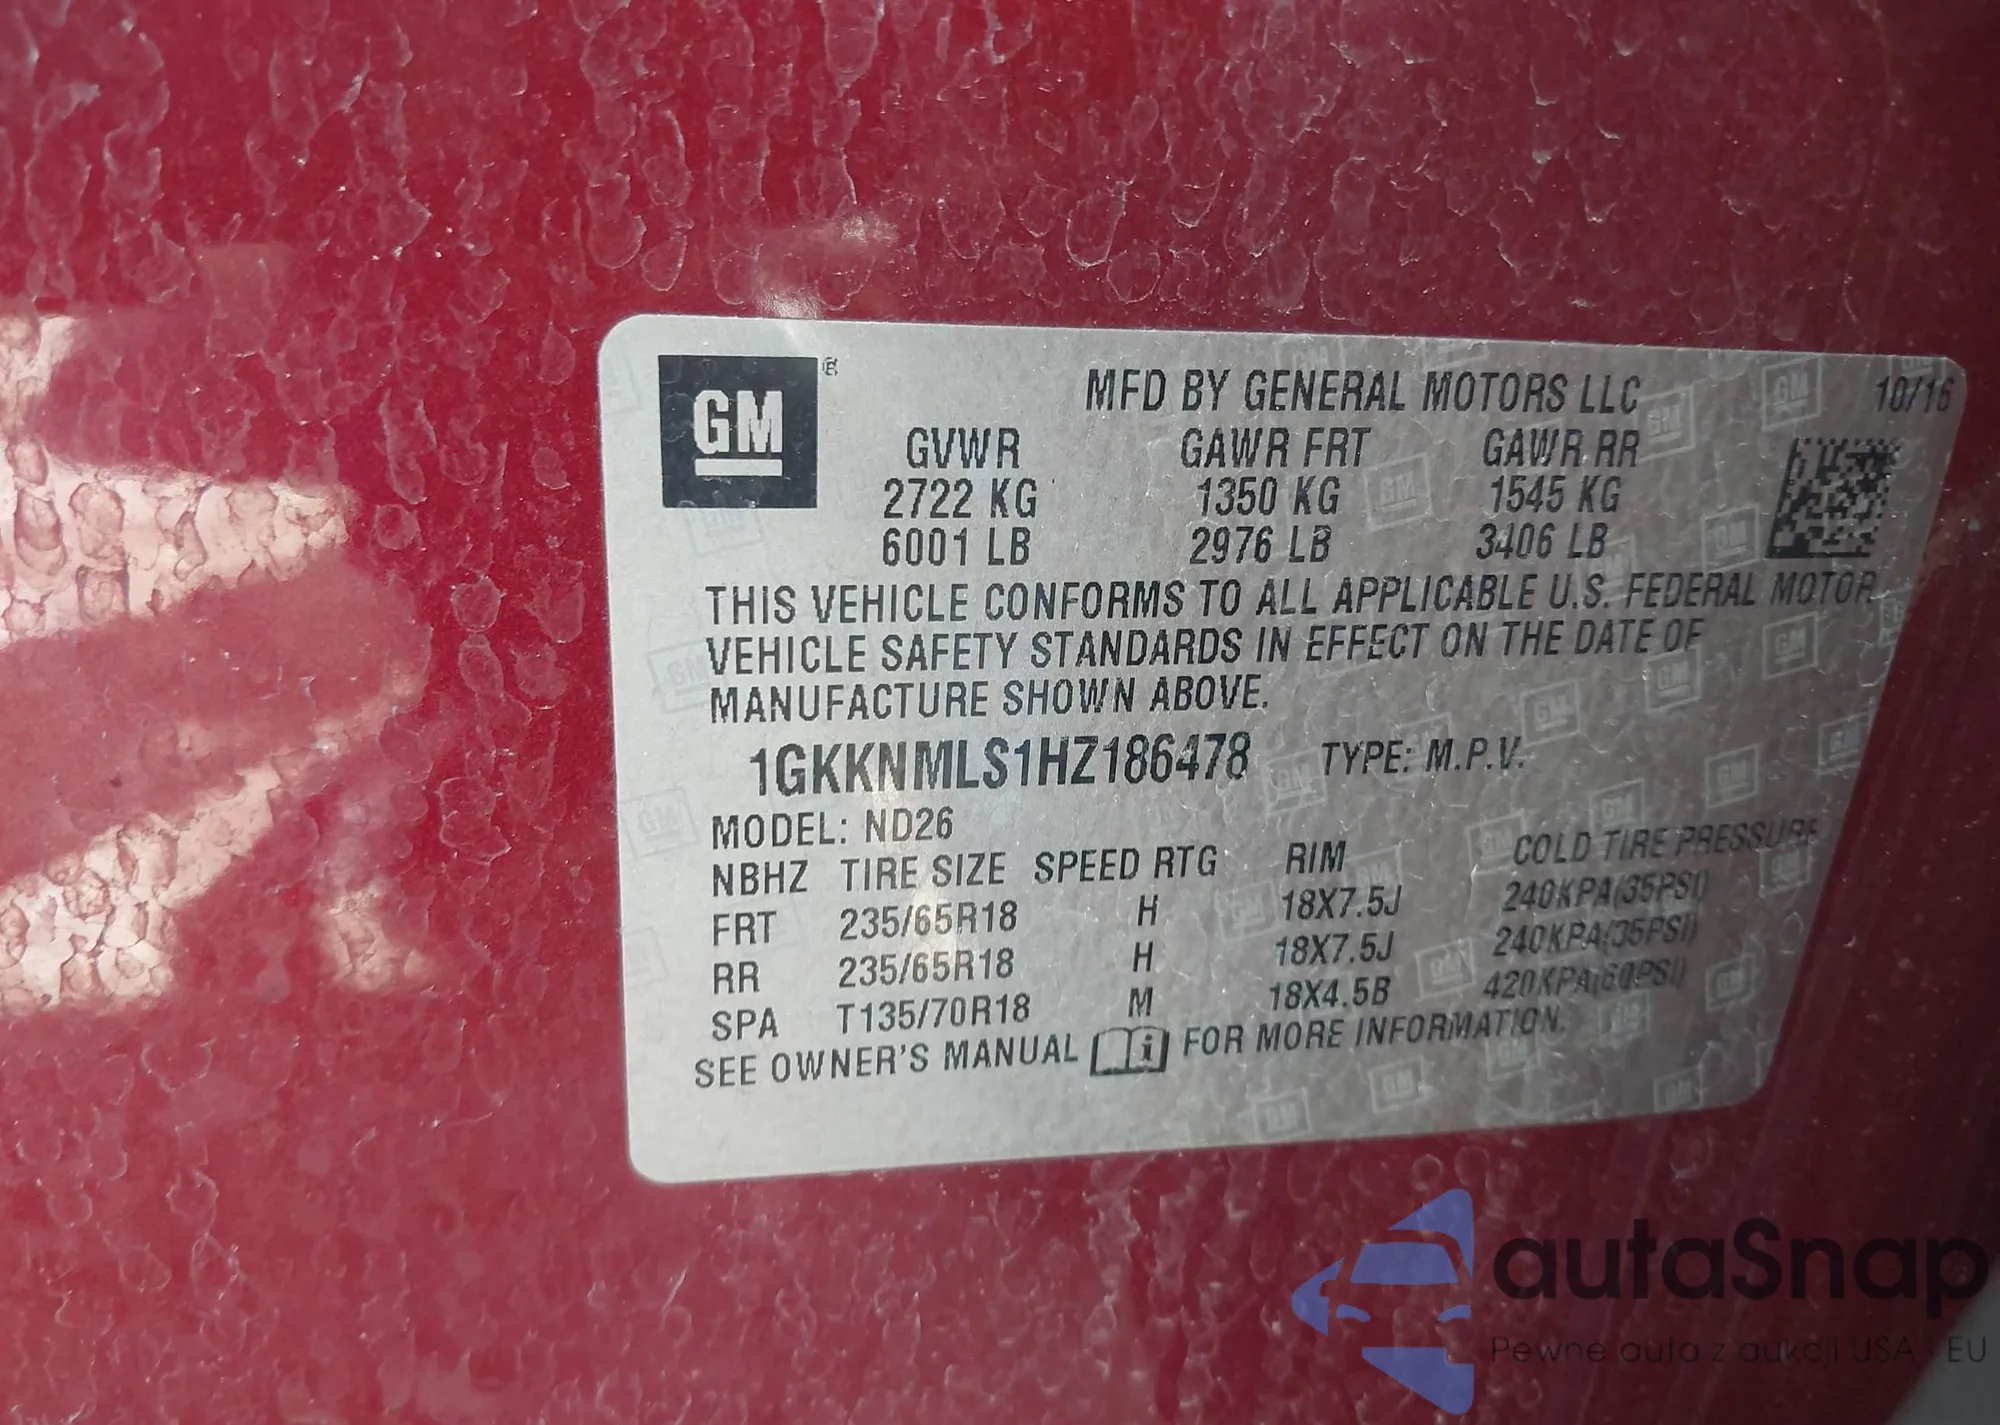 GM
MFD BY GENERAL MOTORS LLC 10/16
GVWR GAWR FRT GAWR RR
2722 KG 1350 KG 1545 KG
6001 LB 2976 LB 3406 LB
THIS VEHICLE CONFORMS TO ALL APPLICABLE U.S. FEDERAL MOTOR
VEHICLE SAFETY STANDARDS IN EFFECT ON THE DATE OF
MANUFACTURE SHOWN ABOVE.
1GKKNMLS1HZ186478 TYPE: M.P.V.
MODEL: ND26
NBHZ TIRE SIZE SPEED RTG RIM COLD TIRE PRESSURE
FRT 235/65R18 H 18X7.5J 240KPA(35PSI)
RR 235/65R18 H 18X7.5J 240KPA(35PSI)
SPA T135/70R18 M 18X4.5B 420KPA(60PSI)
SEE OWNER'S MANUAL FOR MORE INFORMATION.
autaSnap
Pewne auta z aukcji USA EU